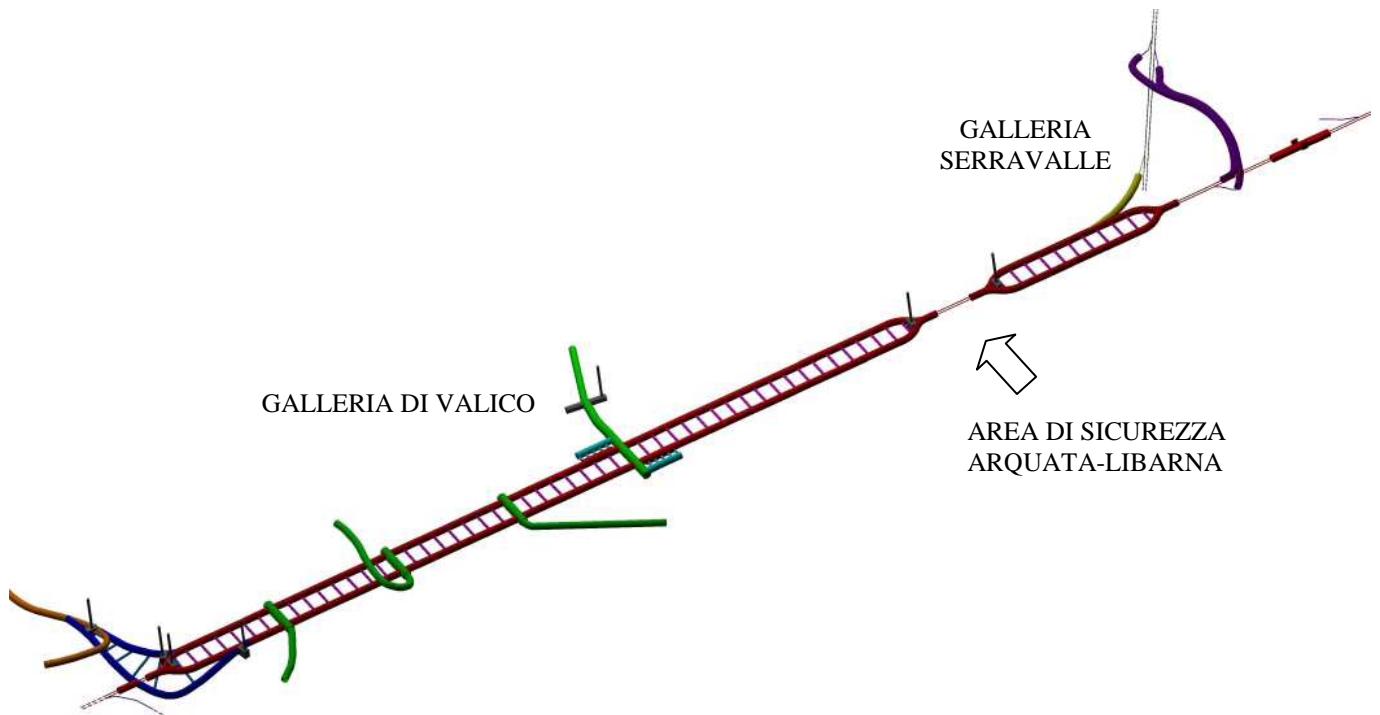 GALLERIA
SERRAVALLE
GALLERIA DI VALICO
AREA DI SICUREZZA
ARQUATA-LIBARNA